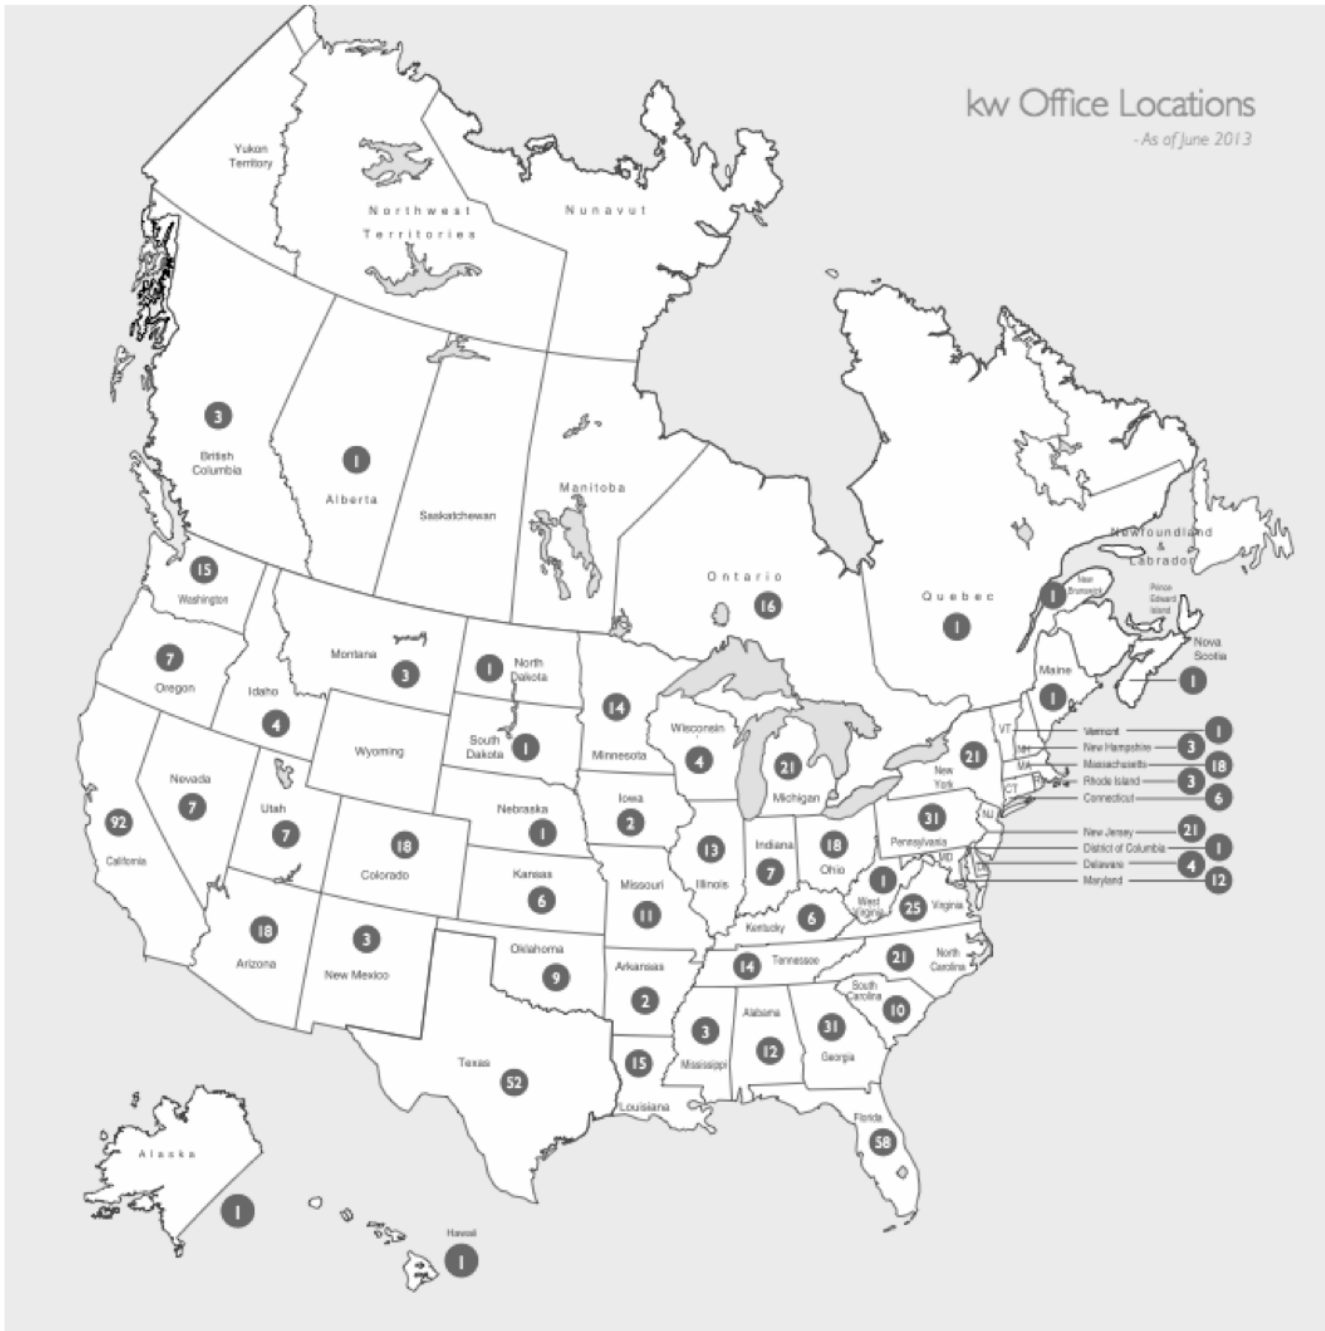 kw Office Locations
- As of June 2013
Yukon
Territory
Northwest
Territories
Nunavut
3
British
Columbia
1
Alberta
Saskatchewan
Manitoba
Ontario
16
Quebec
1
Newfoundland
&
Labrador
1
New
Brunswick
Prince
Edward
Island
Nova
Scotia
1
15
Washington
7
Oregon
Idaho
4
Montana
3
1
North
Dakota
South
Dakota
1
14
Minnesota
Wisconsin
4
21
Michigan
Maine
1
21
New
York
VT
NH
MA
CT
RI
NJ
MD
Vermont
1
New Hampshire
3
Massachusetts
18
Rhode Island
3
Connecticut
6
New Jersey
21
District of Columbia
1
Delaware
4
Maryland
12
Wyoming
Nevada
7
92
California
Utah
7
18
Colorado
Nebraska
1
Iowa
2
Kansas
6
Missouri
11
13
Illinois
Indiana
7
18
Ohio
31
Pennsylvania
1
West
Virginia
25
Virginia
Kentucky
6
14
Tennessee
21
North
Carolina
South
Carolina
10
18
Arizona
3
New Mexico
Oklahoma
9
Arkansas
2
3
Mississippi
Alabama
12
31
Georgia
Texas
52
15
Louisiana
Florida
58
Alaska
1
Hawaii
1